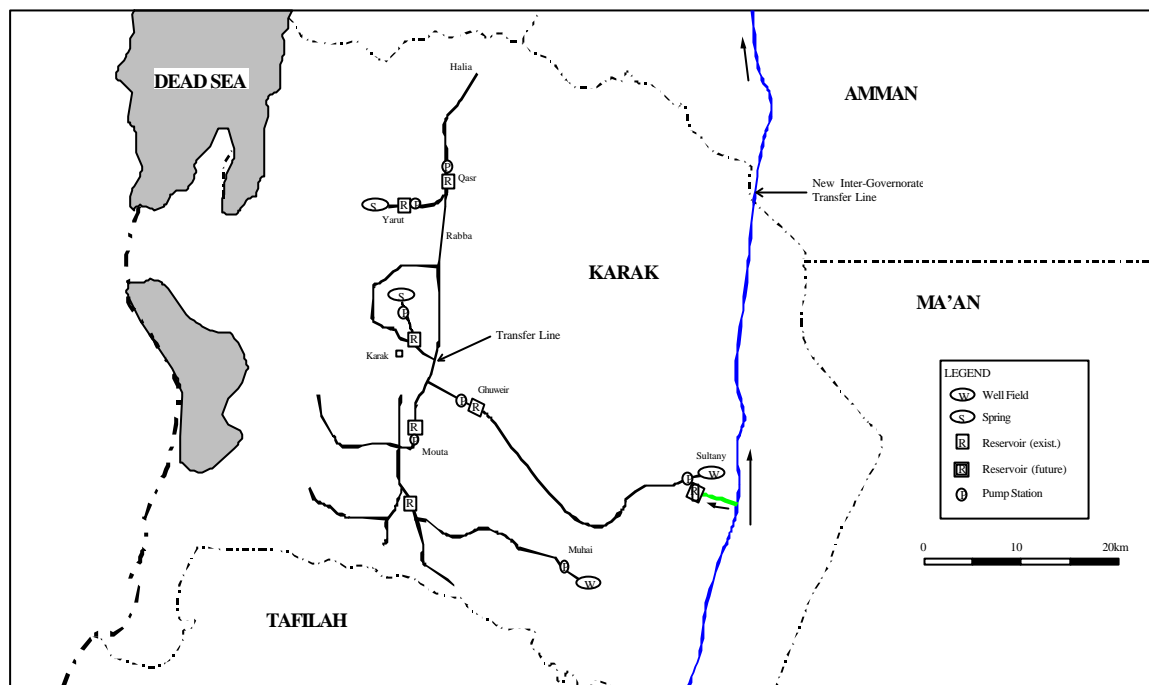 DEAD SEA
Halia
AMMAN
P
R
Qasr
New Inter-Governorate
Transfer Line
S
R
P
Yarut
Rabba
KARAK
MA'AN
S
P
R
Karak
Transfer Line
Ghuweir
P
R
R
P
Mouta
Sultany
P
W
R
R
Muhai
P
W
TAFILAH
LEGEND
W Well Field
S Spring
R Reservoir (exist.)
R Reservoir (future)
P Pump Station
0 10 20km